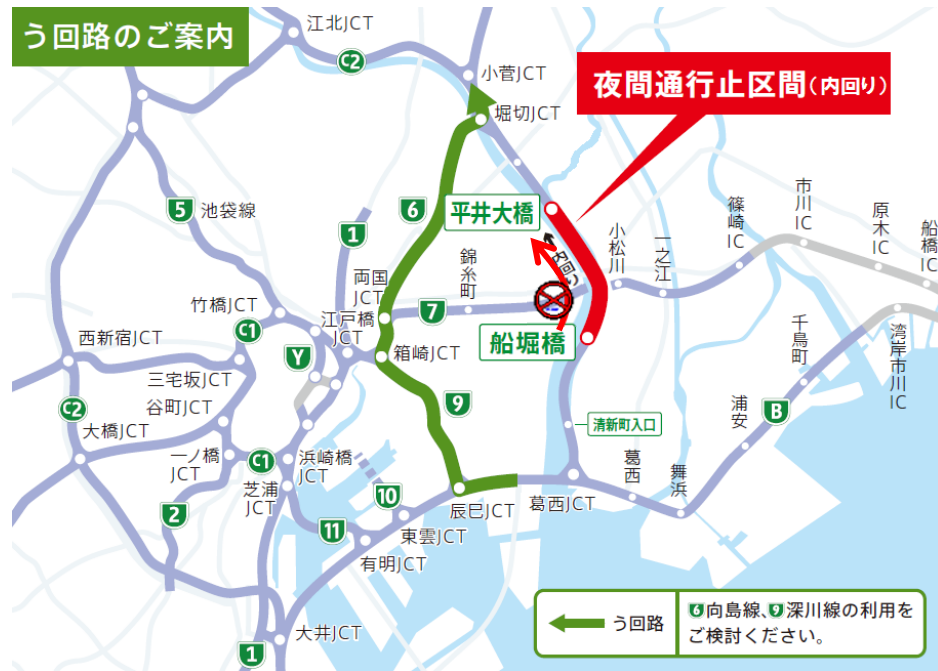 う回路のご案内
江北JCT
C2
小菅JCT
夜間通行止区間(内回り)
堀切JCT
5
池袋線
6
1
平井大橋
内回り
小松川
一之江
篠崎IC
市川IC
原木IC
船橋IC
両国JCT
錦糸町
7
竹橋JCT
江戸橋JCT
西新宿JCT
C1
Y
箱崎JCT
船堀橋
三宅坂JCT
谷町JCT
9
千鳥町
湾岸市川IC
C2
大橋JCT
B
浦安
清新町入口
一ノ橋JCT
C1
浜崎橋JCT
芝浦JCT
葛西
舞浜
10
辰巳JCT
葛西JCT
2
11
東雲JCT
有明JCT
大井JCT
1
う回路
6向島線、9深川線の利用を
ご検討ください。